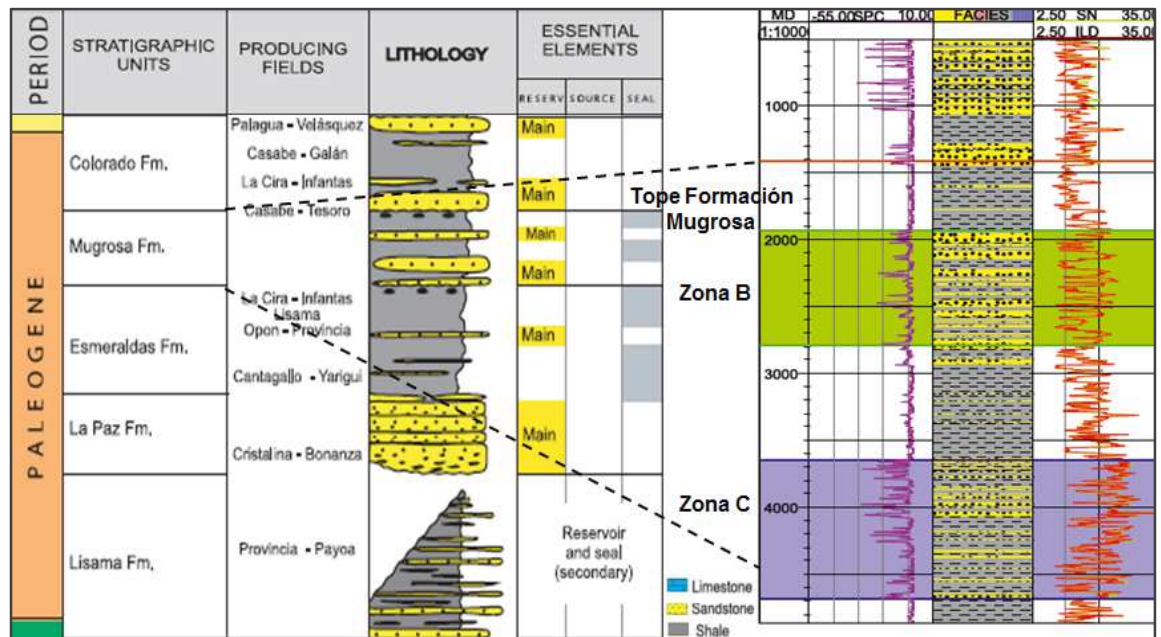 PERIOD
STRATIGRAPHIC
UNITS
PRODUCING
FIELDS
LITHOLOGY
ESSENTIAL
ELEMENTS
RESERV
SOURCE
SEAL
PALEOGENE
Colorado Fm.
Mugrosa Fm.
Esmeraldas Fm.
La Paz Fm.
Lisama Fm.
Palagua - Velásquez
Casabe - Galán
La Cira - Infantas
Casabe - Tesoro
La Cira - Infantas
Lisama
Opon - Provincia
Cantagallo - Yarigui
Cristalina - Bonanza
Provincia - Payoa
Main
Main
Main
Main
Main
Main
Reservoir
and seal
(secondary)
Limestone
Sandstone
Shale
Tope Formación
Mugrosa
Zona B
Zona C
MD
1:1000
-55.00 SPC 10.00
FACIES
2.50 SN 35.00
2.50 ILD 35.00
1000
2000
3000
4000